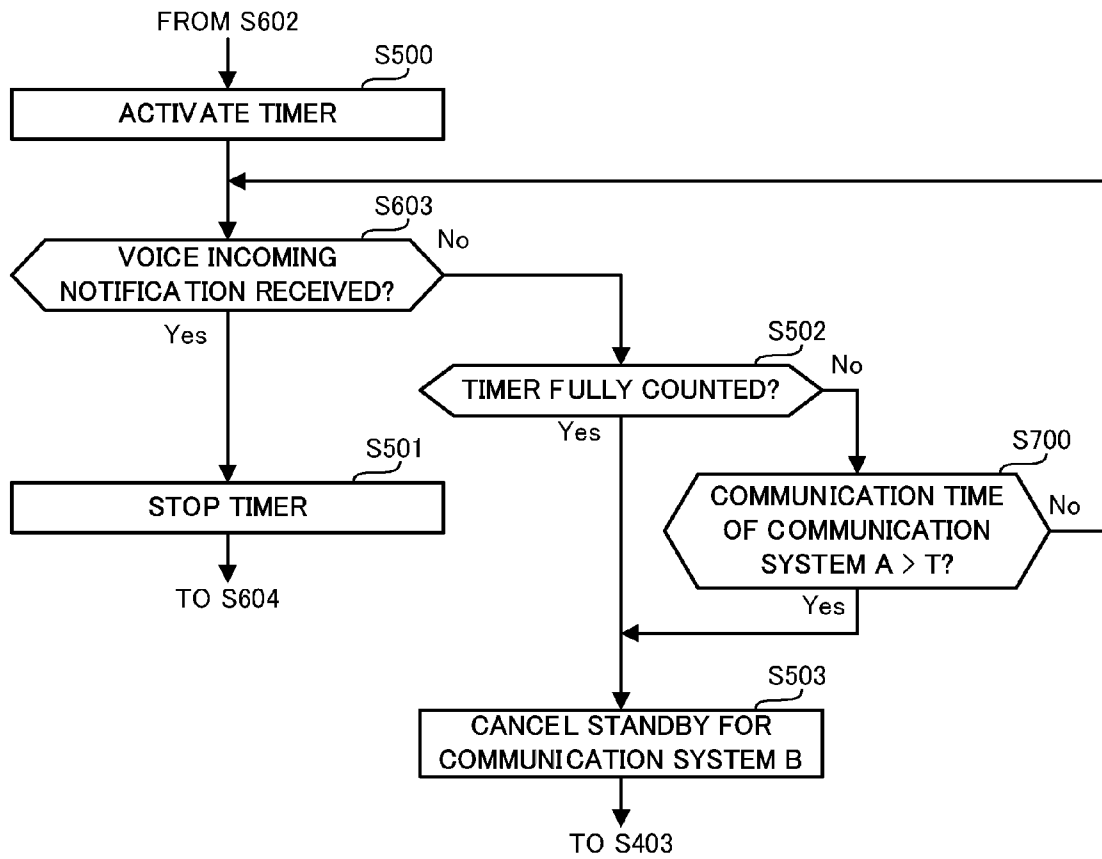 FROM S602
S500
ACTIVATE TIMER
S603
VOICE INCOMING
NOTIFICATION RECEIVED?
No
Yes
S502
TIMER FULLY COUNTED?
No
Yes
S501
STOP TIMER
TO S604
S700
COMMUNICATION TIME
OF COMMUNICATION
SYSTEM A > T?
No
Yes
S503
CANCEL STANDBY FOR
COMMUNICATION SYSTEM B
TO S403